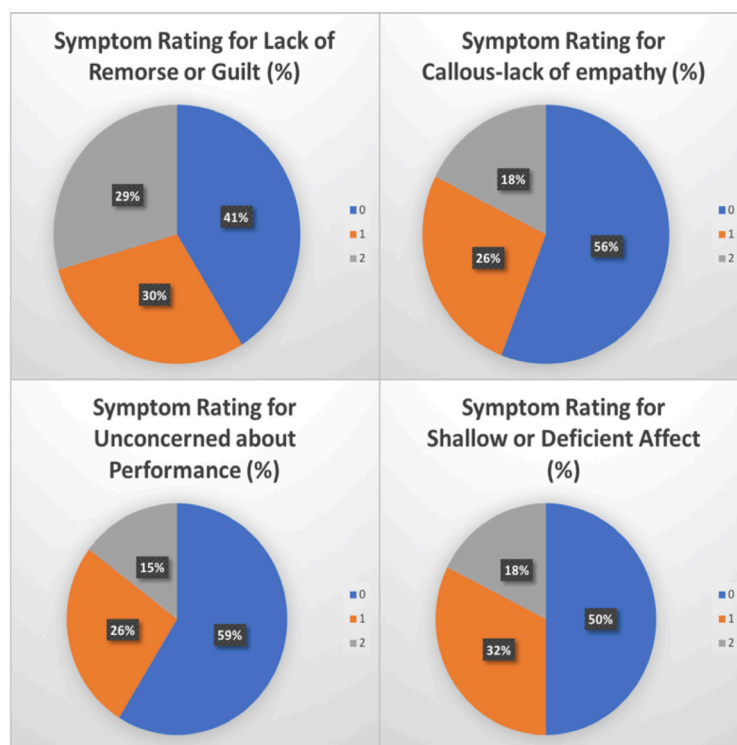 Symptom Rating for Lack of
Remorse or Guilt (%)
29%
41%
30%
0
1
2
Symptom Rating for
Callous-lack of empathy (%)
18%
26%
56%
0
1
2
Symptom Rating for
Unconcerned about
Performance (%)
15%
26%
59%
0
1
2
Symptom Rating for
Shallow or Deficient Affect
(%)
18%
50%
32%
0
1
2